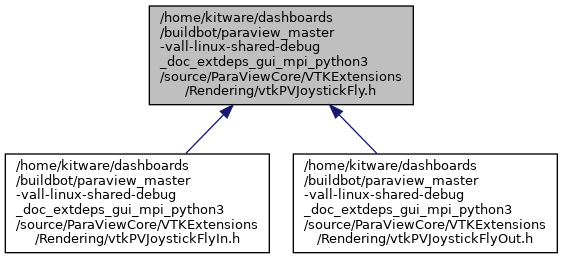 /home/kitware/dashboards
/buildbot/paraview_master
-vall-linux-shared-debug
_doc_extdeps_gui_mpi_python3
/source/ParaViewCore/VTKExtensions
/Rendering/vtkPVJoystickFly.h
/home/kitware/dashboards
/buildbot/paraview_master
-vall-linux-shared-debug
_doc_extdeps_gui_mpi_python3
/source/ParaViewCore/VTKExtensions
/Rendering/vtkPVJoystickFlyIn.h
/home/kitware/dashboards
/buildbot/paraview_master
-vall-linux-shared-debug
_doc_extdeps_gui_mpi_python3
/source/ParaViewCore/VTKExtensions
/Rendering/vtkPVJoystickFlyOut.h